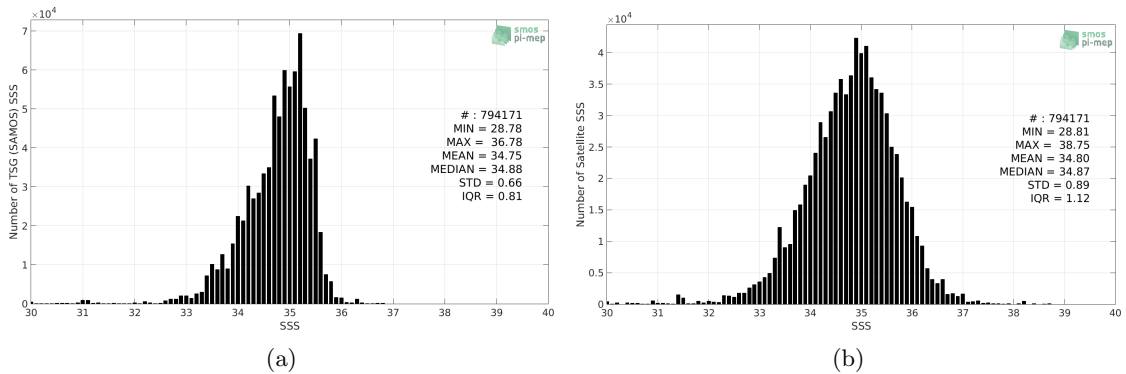 ×10⁴
7
6
5
4
3
2
1
0
30
31
32
33
34
35
36
37
38
39
40
Number of TSG (SAMOS) SSS
SSS
smos
pi-mep
# : 794171
MIN = 28.78
MAX = 36.78
MEAN = 34.75
MEDIAN = 34.88
STD = 0.66
IQR = 0.81
(a)
×10⁴
4
3.5
3
2.5
2
1.5
1
0.5
0
30
31
32
33
34
35
36
37
38
39
40
Number of Satellite SSS
SSS
smos
pi-mep
# : 794171
MIN = 28.81
MAX = 38.75
MEAN = 34.80
MEDIAN = 34.87
STD = 0.89
IQR = 1.12
(b)